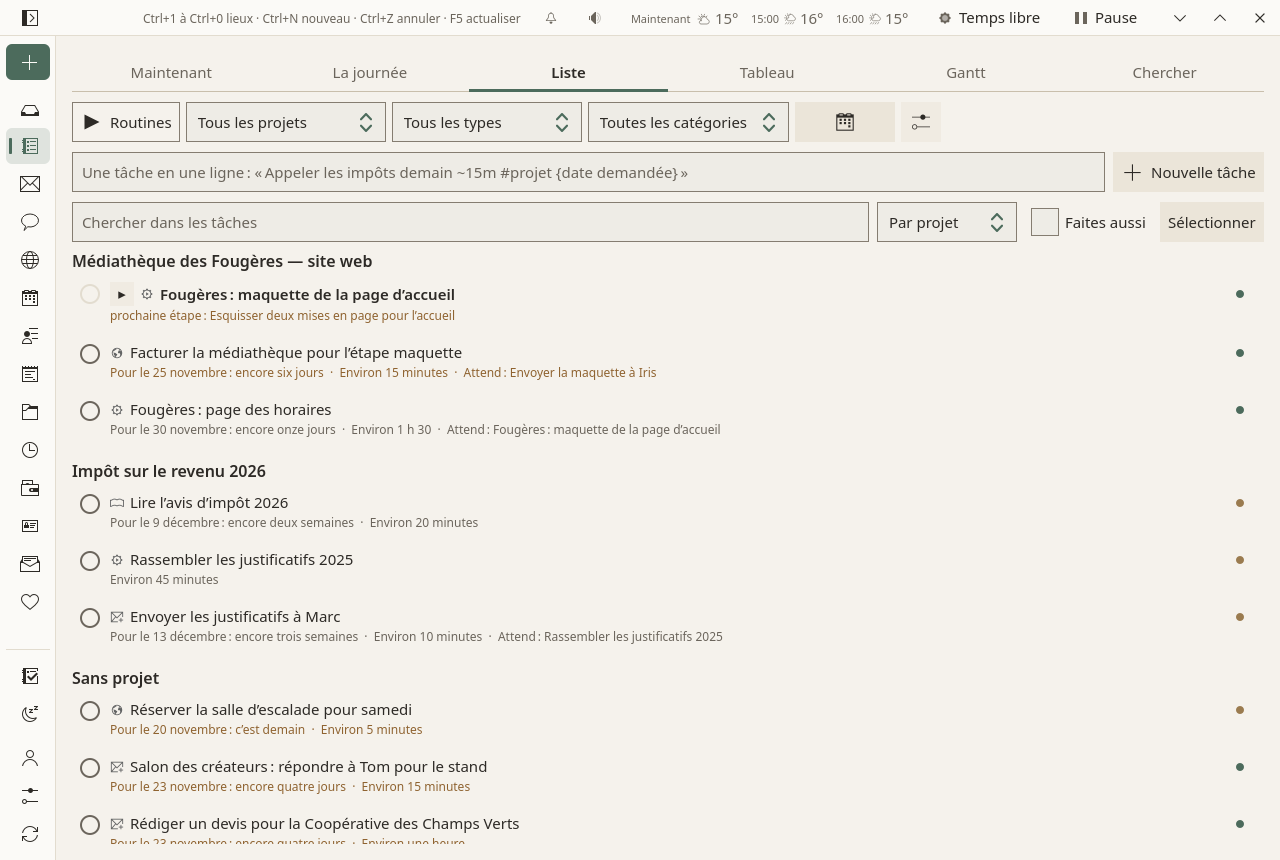 Ctrl+1 à Ctrl+0 lieux · Ctrl+N nouveau · Ctrl+Z annuler · F5 actualiser
Maintenant 15° 15:00 16° 16:00 15°
Temps libre
Pause
Maintenant
La journée
Liste
Tableau
Gantt
Chercher
Routines
Tous les projets
Tous les types
Toutes les catégories
Une tâche en une ligne : « Appeler les impôts demain ~15m #projet {date demandée} »
Nouvelle tâche
Chercher dans les tâches
Par projet
Faites aussi
Sélectionner
Médiathèque des Fougères — site web
Fougères : maquette de la page d’accueil
prochaine étape : Esquisser deux mises en page pour l’accueil
Facturer la médiathèque pour l’étape maquette
Pour le 25 novembre : encore six jours · Environ 15 minutes · Attend : Envoyer la maquette à Iris
Fougères : page des horaires
Pour le 30 novembre : encore onze jours · Environ 1 h 30 · Attend : Fougères : maquette de la page d’accueil
Impôt sur le revenu 2026
Lire l’avis d’impôt 2026
Pour le 9 décembre : encore deux semaines · Environ 20 minutes
Rassembler les justificatifs 2025
Environ 45 minutes
Envoyer les justificatifs à Marc
Pour le 13 décembre : encore trois semaines · Environ 10 minutes · Attend : Rassembler les justificatifs 2025
Sans projet
Réserver la salle d’escalade pour samedi
Pour le 20 novembre : c’est demain · Environ 5 minutes
Salon des créateurs : répondre à Tom pour le stand
Pour le 23 novembre : encore quatre jours · Environ 15 minutes
Rédiger un devis pour la Coopérative des Champs Verts
Pour le 23 novembre : encore quatre jours · Environ une heure